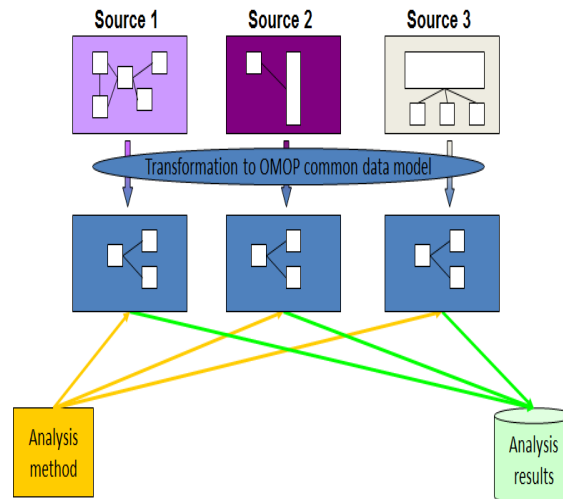 Source 1 Source 2 Source 3
Transformation to OMOP common data model
Analysis
method
Analysis
results